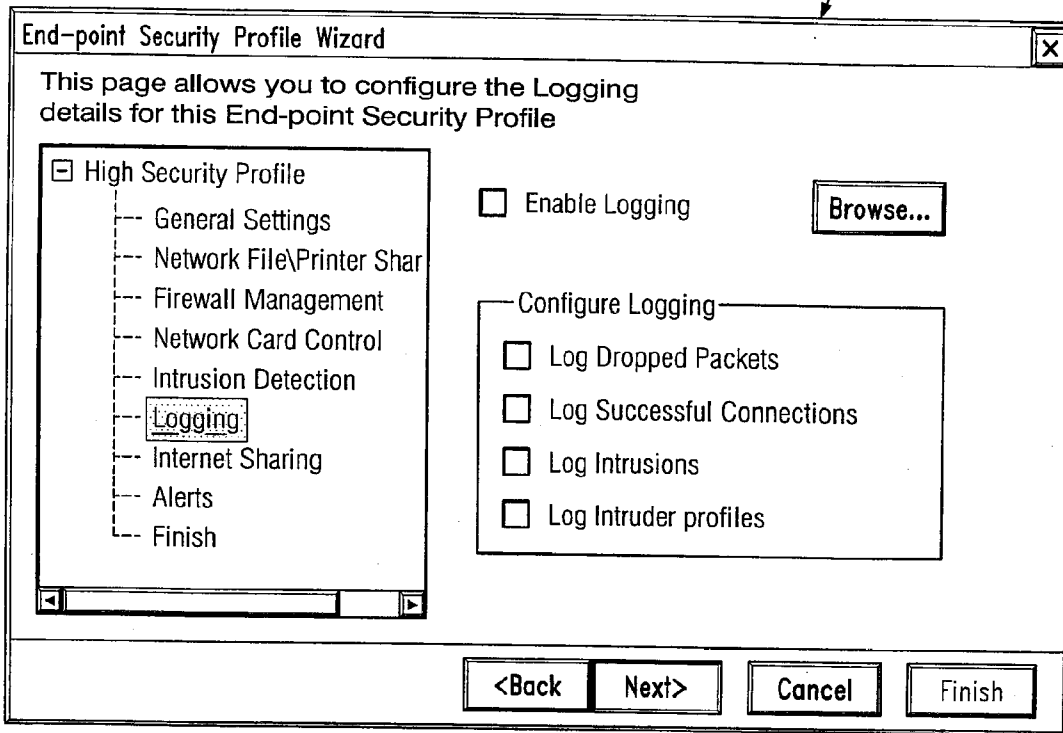 End-point Security Profile Wizard
This page allows you to configure the Logging
details for this End-point Security Profile
High Security Profile
General Settings
Network File\Printer Shar
Firewall Management
Network Card Control
Intrusion Detection
Logging
Internet Sharing
Alerts
Finish
Enable Logging
Browse...
Configure Logging
Log Dropped Packets
Log Successful Connections
Log Intrusions
Log Intruder profiles
<Back
Next>
Cancel
Finish